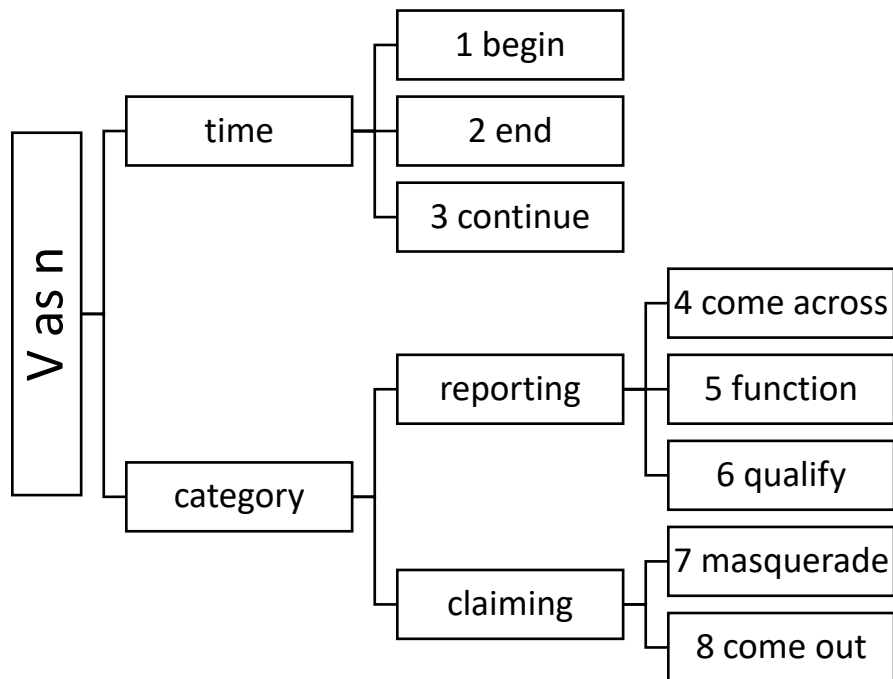 V as n
time
1 begin
2 end
3 continue
category
reporting
4 come across
5 function
6 qualify
claiming
7 masquerade
8 come out